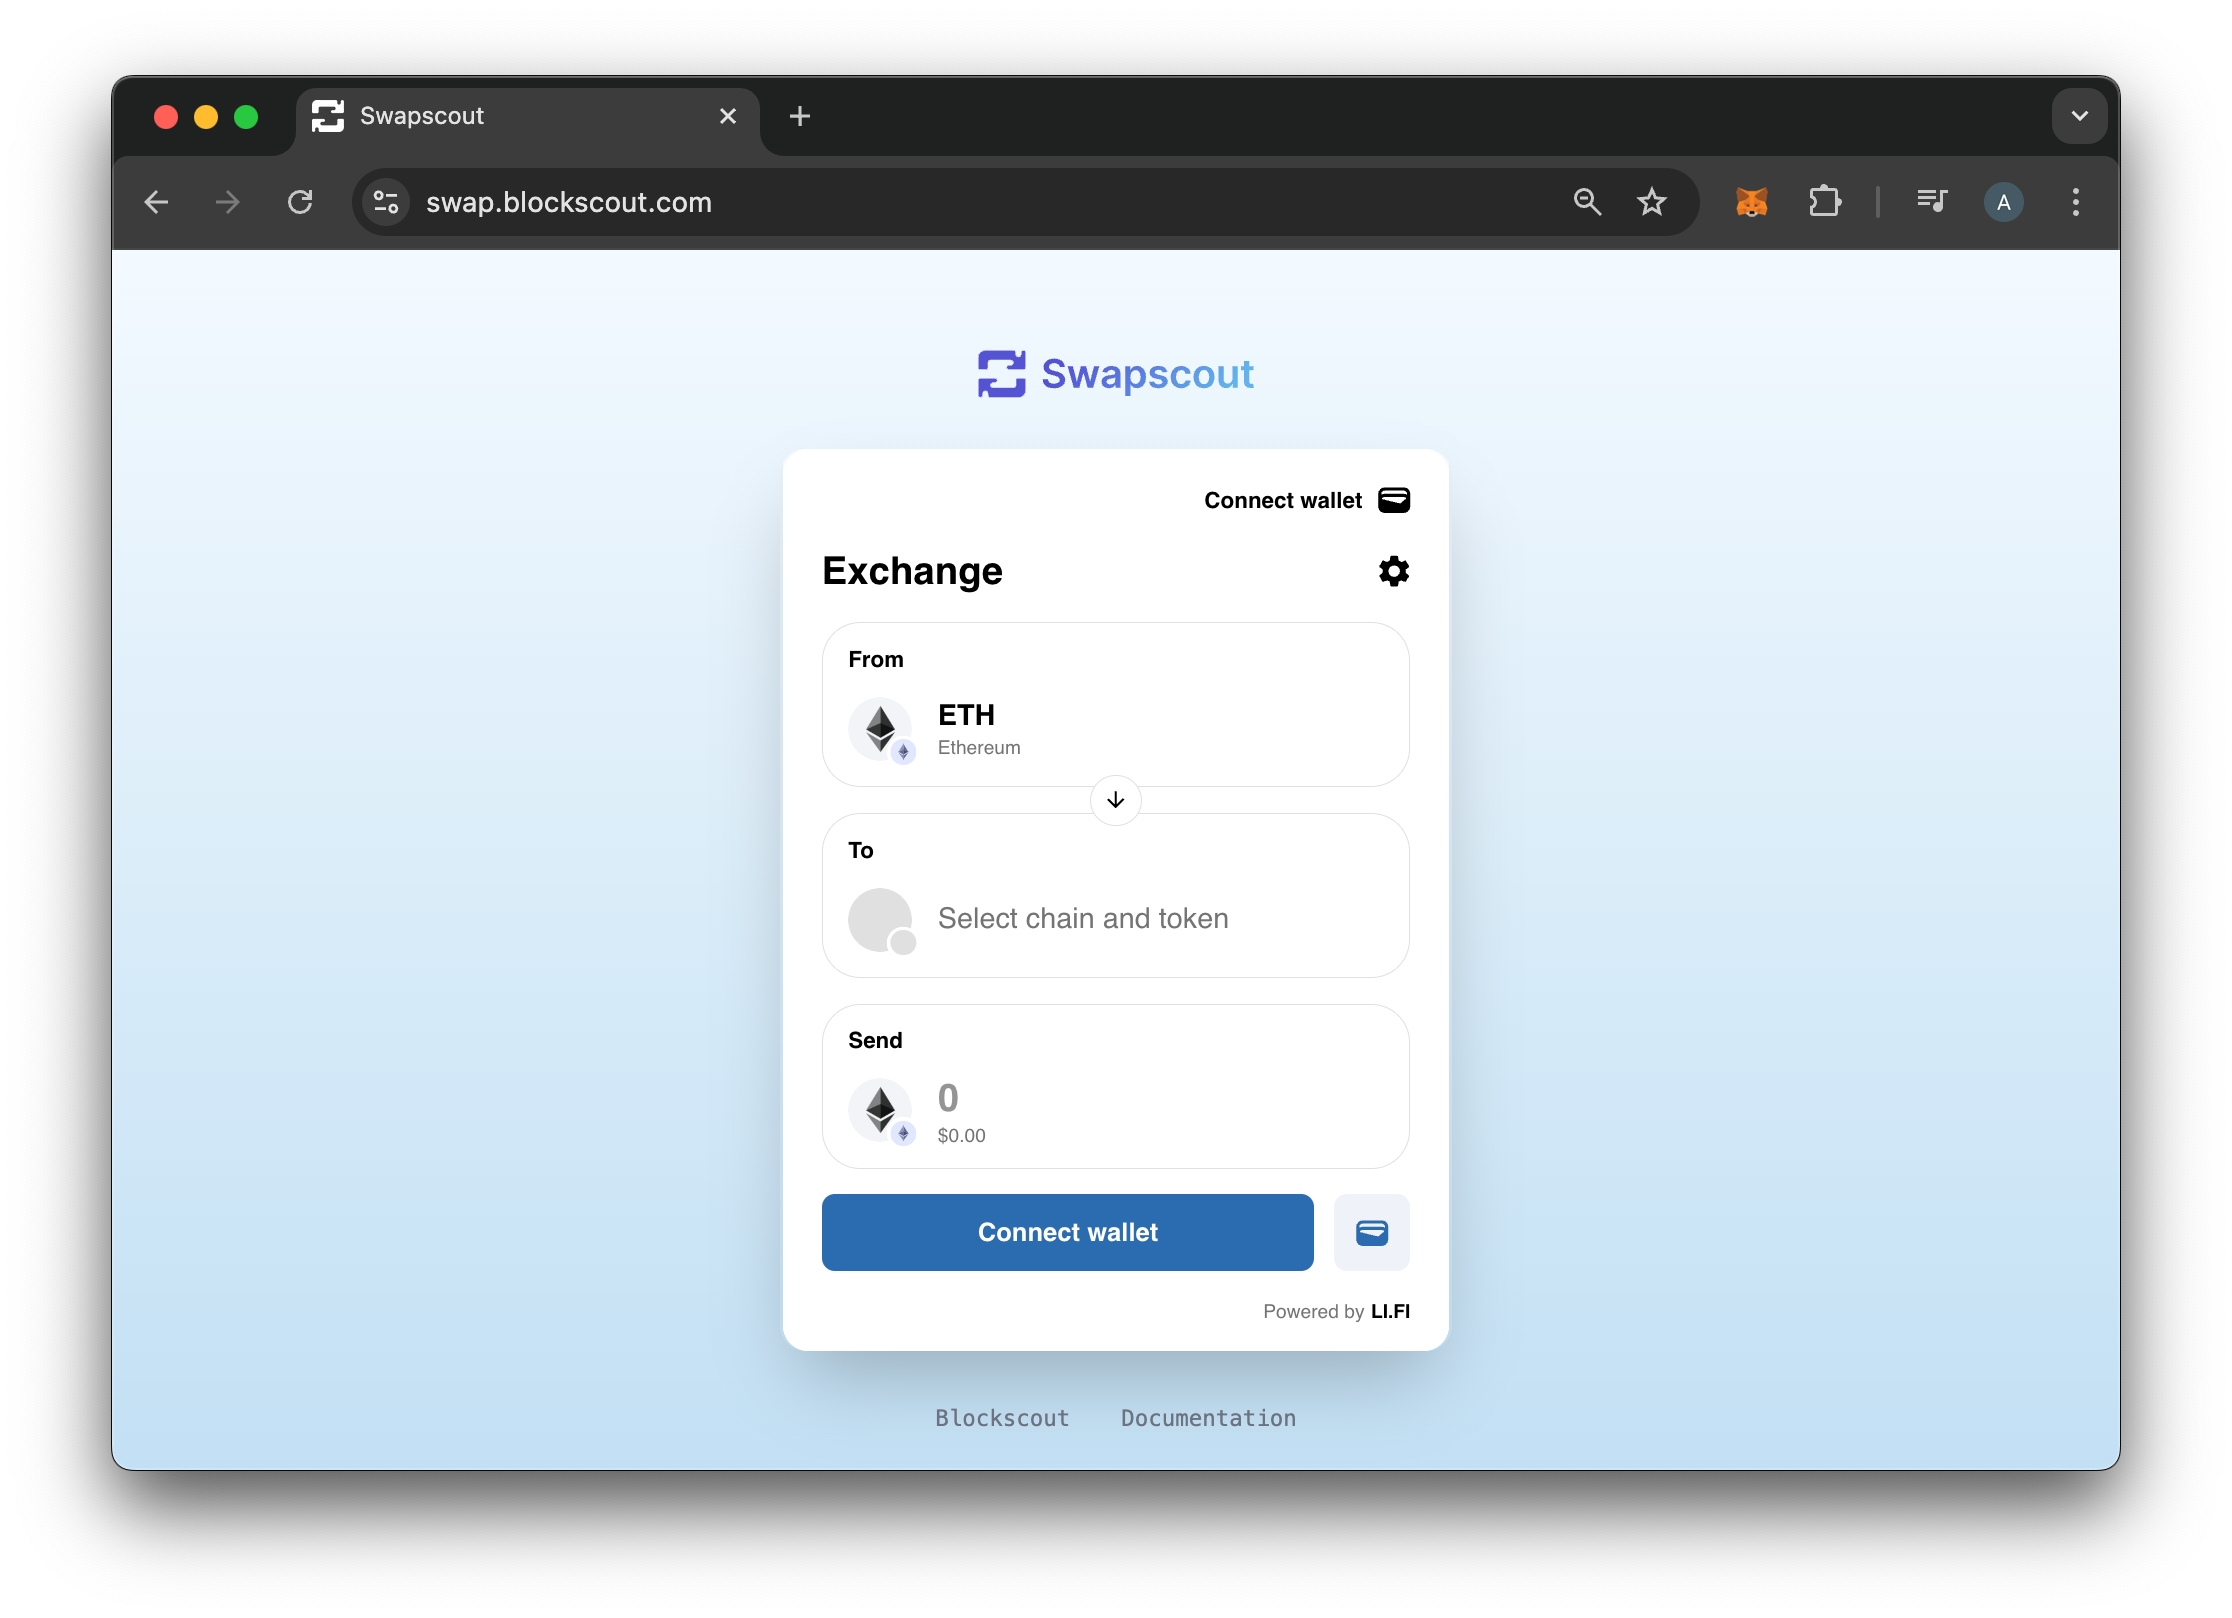 Swapscout
swap.blockscout.com
A
Swapscout
Connect wallet
Exchange
From
ETH
Ethereum
To
Select chain and token
Send
0
$0.00
Connect wallet
Powered by LI.FI
Blockscout Documentation